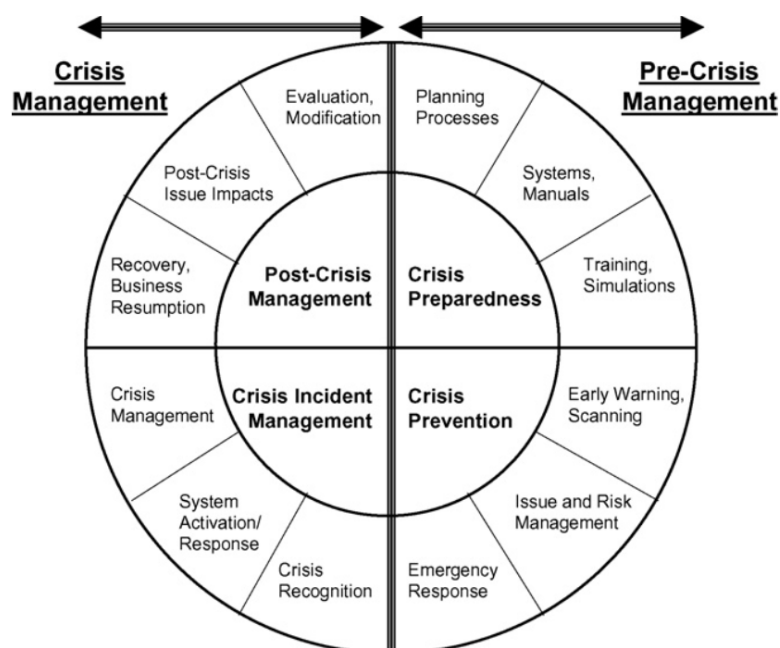 Crisis
Management
Pre-Crisis
Management
Evaluation,
Modification
Planning
Processes
Post-Crisis
Issue Impacts
Systems,
Manuals
Recovery,
Business
Resumption
Post-Crisis
Management
Crisis
Preparedness
Training,
Simulations
Crisis
Management
Crisis Incident
Management
Crisis
Prevention
Early Warning,
Scanning
System
Activation/
Response
Issue and Risk
Management
Crisis
Recognition
Emergency
Response